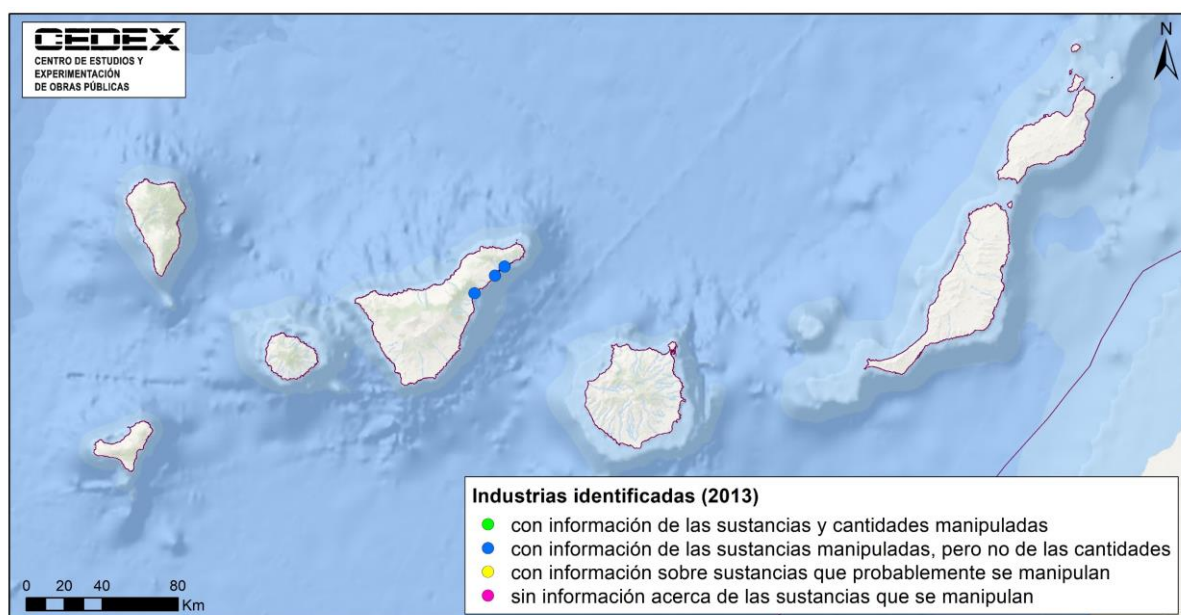 CEDEX
CENTRO DE ESTUDIOS Y
EXPERIMENTACIÓN
DE OBRAS PÚBLICAS
N
Industrias identificadas (2013)
con información de las sustancias y cantidades manipuladas
con información de las sustancias manipuladas, pero no de las cantidades
con información sobre sustancias que probablemente se manipulan
sin información acerca de las sustancias que se manipulan
0 20 40 80
Km